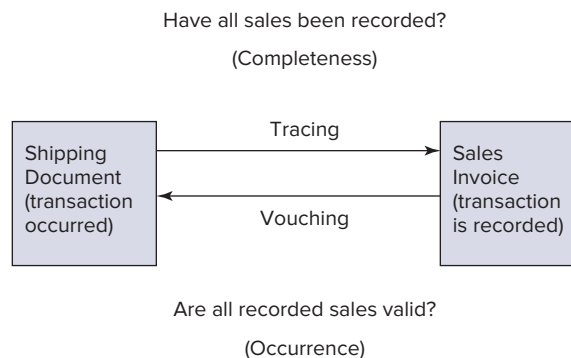 Have all sales been recorded?
(Completeness)
Tracing
Shipping
Document
(transaction
occurred)
Sales
Invoice
(transaction
is recorded)
Vouching
Are all recorded sales valid?
(Occurrence)